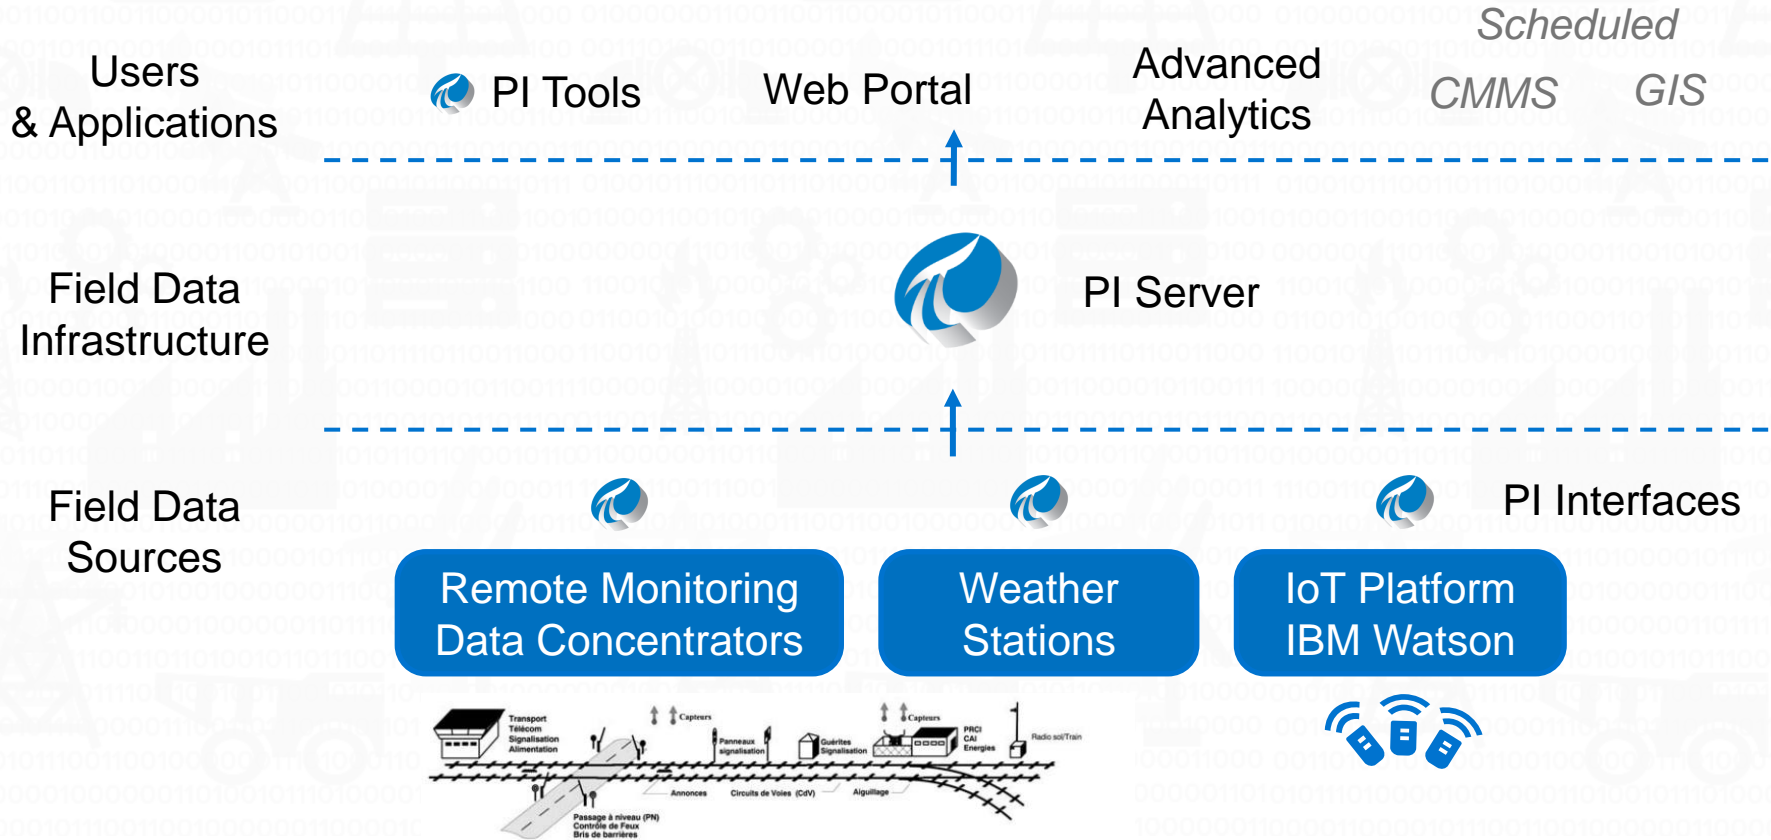 Scheduled
Users
& Applications
PI Tools
Web Portal
Advanced
Analytics
CMMS
GIS
Field Data
Infrastructure
PI Server
Field Data
Sources
PI Interfaces
Remote Monitoring
Data Concentrators
Weather
Stations
IoT Platform
IBM Watson
Transport
Télécom
Signalisation
Alimentation
Capteurs
Panneaux
signalisation
Guérites
Signalisation
Capteurs
PRCI
CAI
Energies
Radio sol/Train
Annonces
Circuits de Voies (CdV)
Aiguillage
Passage à niveau (PN)
Contrôle de Feux
Bris de barrières